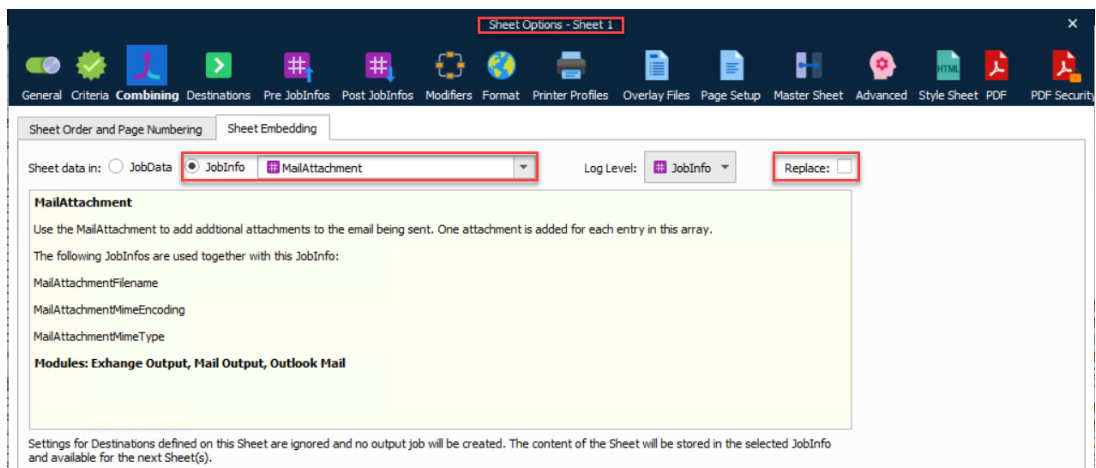 Sheet Options - Sheet 1
General Criteria Combining Destinations Pre JobInfos Post JobInfos Modifiers Format Printer Profiles Overlay Files Page Setup Master Sheet Advanced Style Sheet PDF PDF Security
Sheet Order and Page Numbering Sheet Embedding
Sheet data in: JobData JobInfo MailAttachment Log Level: JobInfo Replace:
MailAttachment
Use the MailAttachment to add addtional attachments to the email being sent. One attachment is added for each entry in this array.
The following JobInfos are used together with this JobInfo:
MailAttachmentFilename
MailAttachmentMimeEncoding
MailAttachmentMimeType
Modules: Exhange Output, Mail Output, Outlook Mail
Settings for Destinations defined on this Sheet are ignored and no output job will be created. The content of the Sheet will be stored in the selected JobInfo
and available for the next Sheet(s).